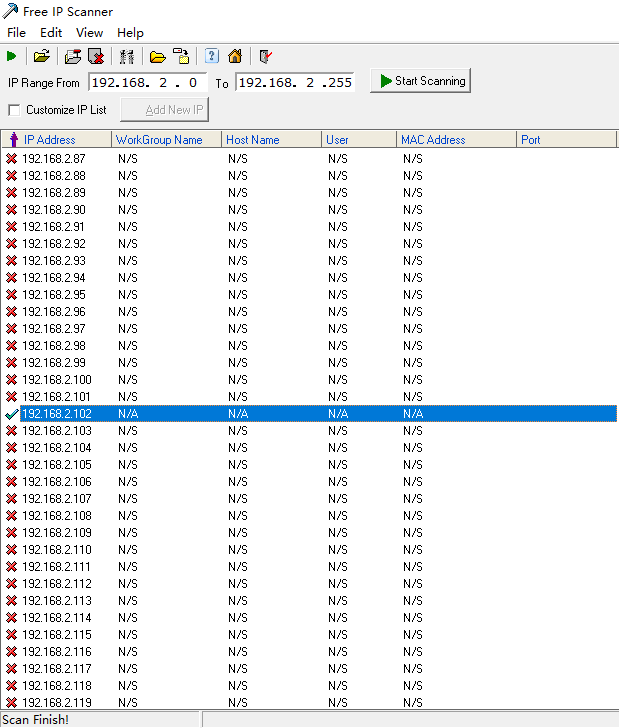 Free IP Scanner
File Edit View Help
IP Range From 192.168. 2 . 0 To 192.168. 2 .255 Start Scanning
Customize IP List Add New IP
IP Address WorkGroup Name Host Name User MAC Address Port
192.168.2.87 N/S N/S N/S N/S
192.168.2.88 N/S N/S N/S N/S
192.168.2.89 N/S N/S N/S N/S
192.168.2.90 N/S N/S N/S N/S
192.168.2.91 N/S N/S N/S N/S
192.168.2.92 N/S N/S N/S N/S
192.168.2.93 N/S N/S N/S N/S
192.168.2.94 N/S N/S N/S N/S
192.168.2.95 N/S N/S N/S N/S
192.168.2.96 N/S N/S N/S N/S
192.168.2.97 N/S N/S N/S N/S
192.168.2.98 N/S N/S N/S N/S
192.168.2.99 N/S N/S N/S N/S
192.168.2.100 N/S N/S N/S N/S
192.168.2.101 N/S N/S N/S N/S
192.168.2.102 N/A N/A N/A N/A
192.168.2.103 N/S N/S N/S N/S
192.168.2.104 N/S N/S N/S N/S
192.168.2.105 N/S N/S N/S N/S
192.168.2.106 N/S N/S N/S N/S
192.168.2.107 N/S N/S N/S N/S
192.168.2.108 N/S N/S N/S N/S
192.168.2.109 N/S N/S N/S N/S
192.168.2.110 N/S N/S N/S N/S
192.168.2.111 N/S N/S N/S N/S
192.168.2.112 N/S N/S N/S N/S
192.168.2.113 N/S N/S N/S N/S
192.168.2.114 N/S N/S N/S N/S
192.168.2.115 N/S N/S N/S N/S
192.168.2.116 N/S N/S N/S N/S
192.168.2.117 N/S N/S N/S N/S
192.168.2.118 N/S N/S N/S N/S
192.168.2.119 N/S N/S N/S N/S
Scan Finish!